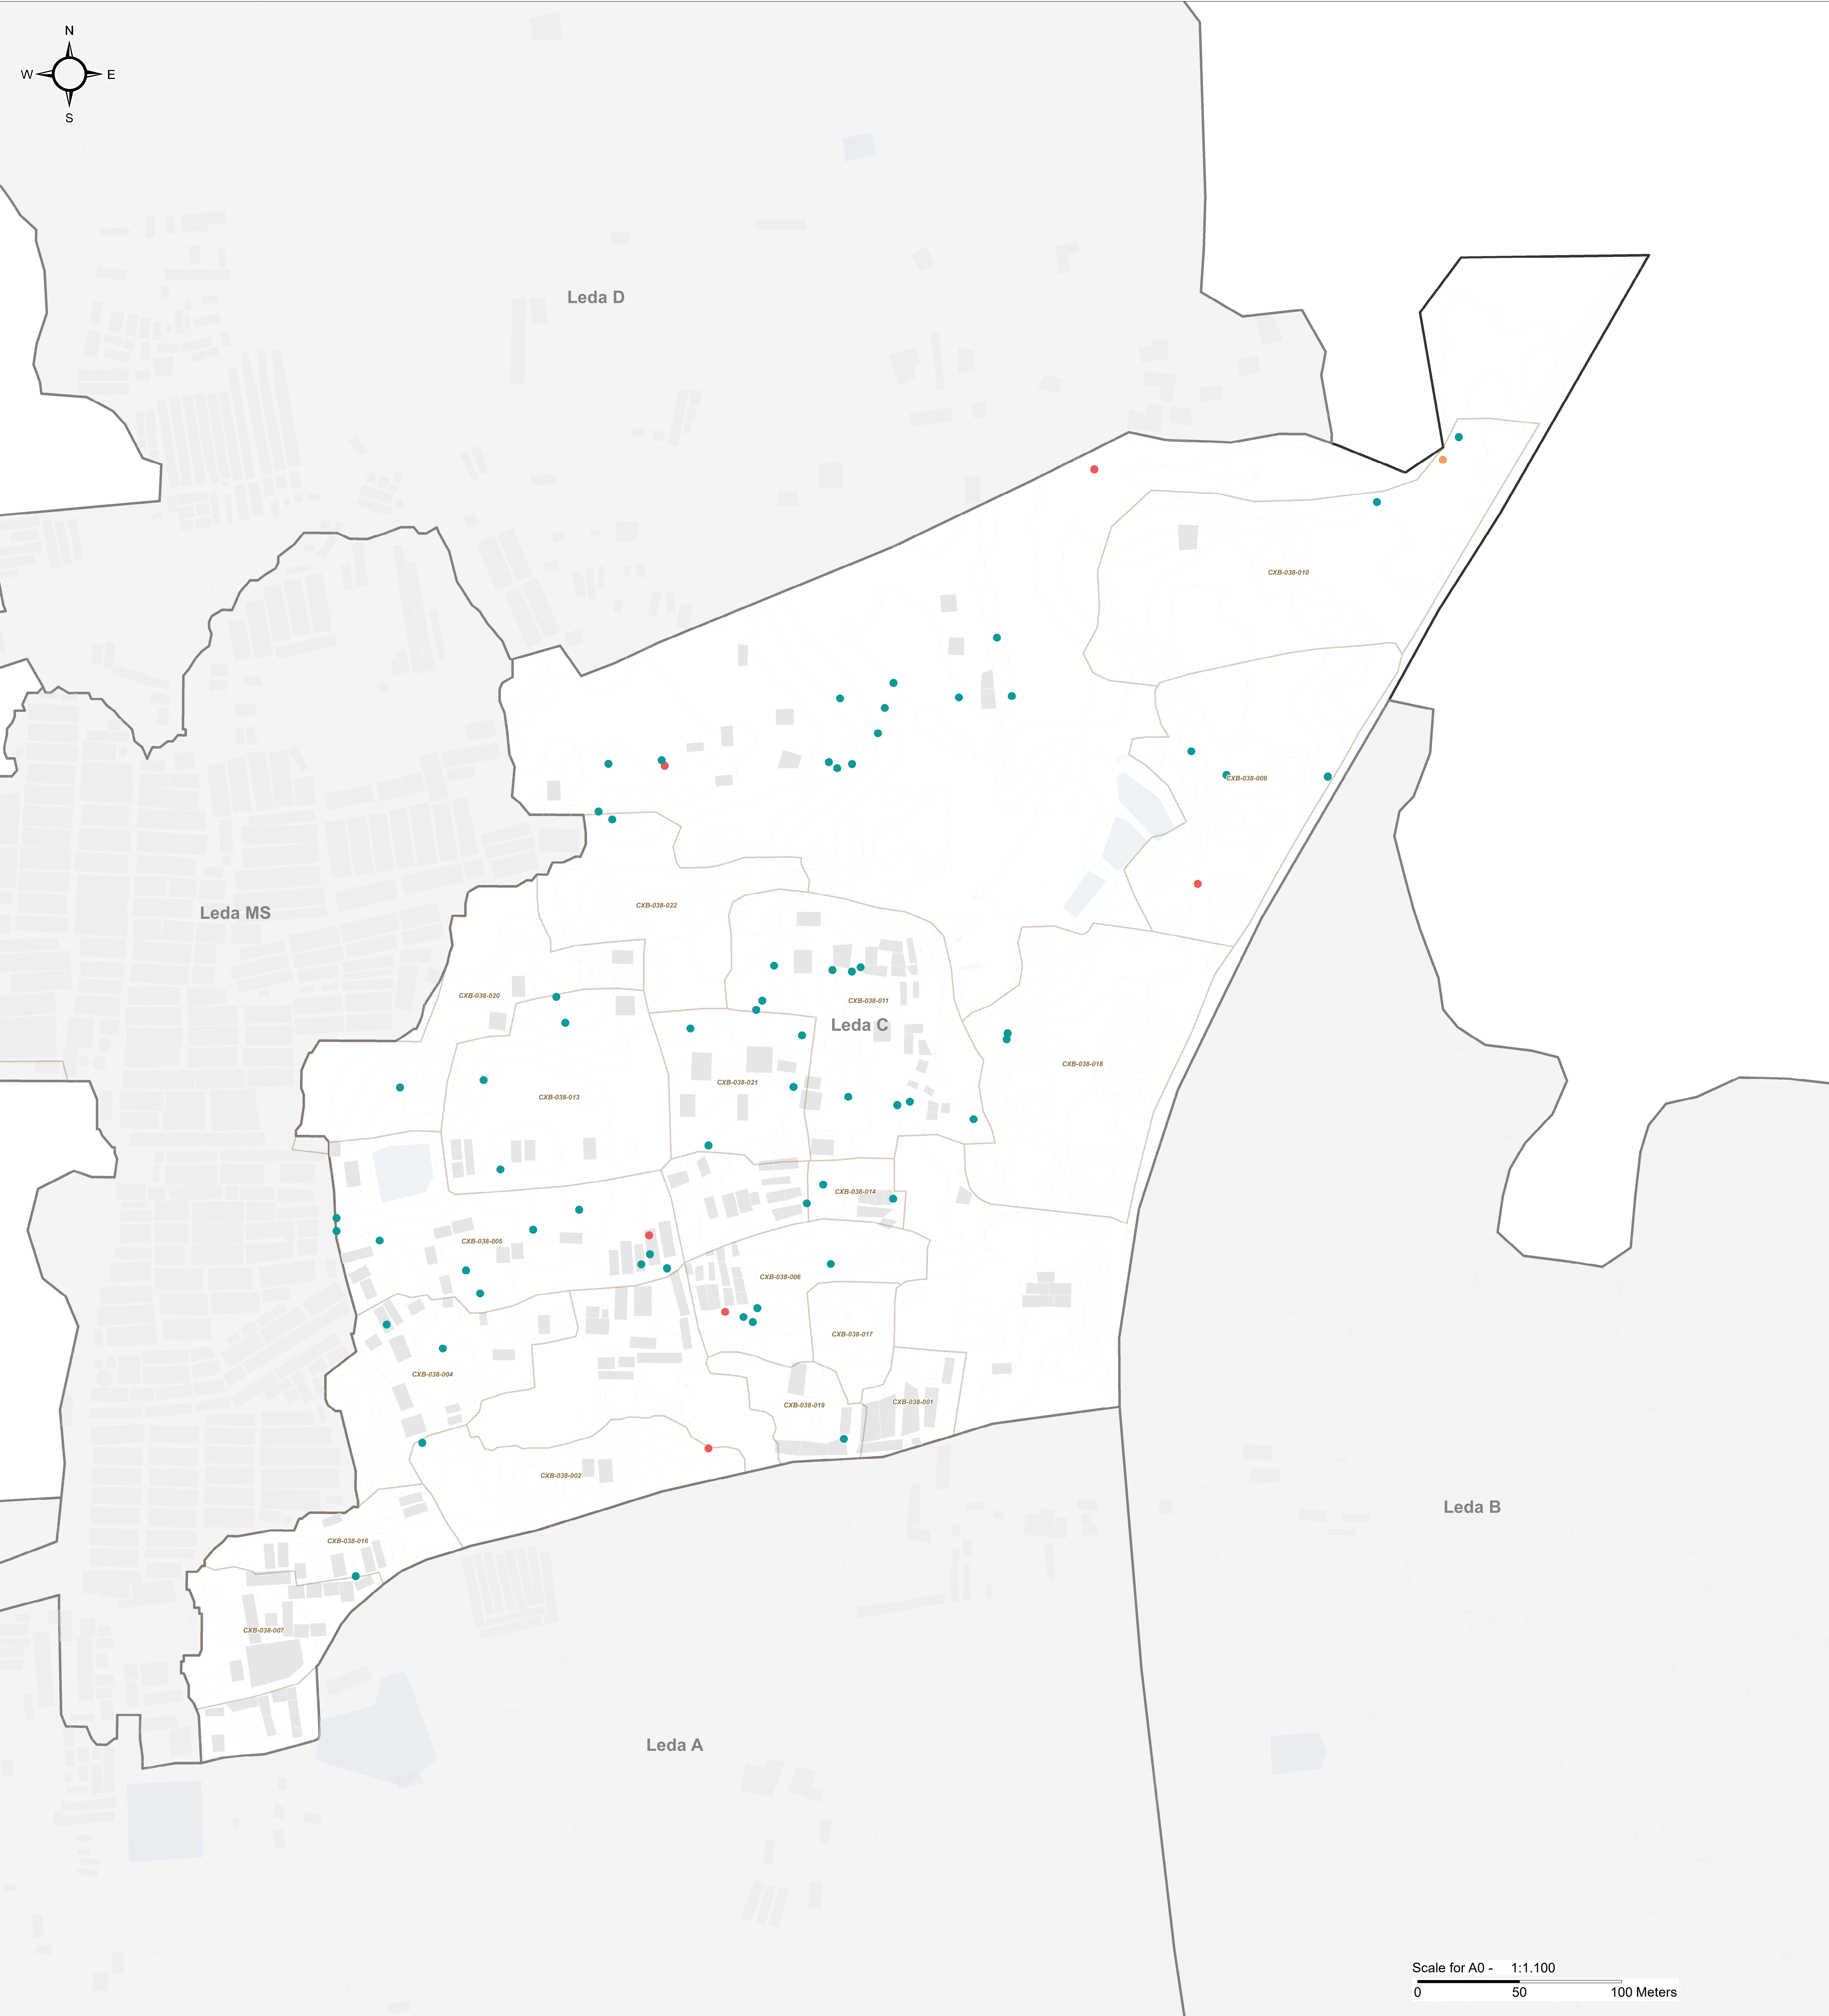 N
W E
S
Leda D
CXB-038-010
CXB-038-009
CXB-038-022
Leda MS
CXB-038-020
CXB-038-011
Leda C
CXB-038-018
CXB-038-021
CXB-038-013
CXB-038-014
CXB-038-005
CXB-038-006
CXB-038-017
CXB-038-004
CXB-038-019
CXB-038-001
CXB-038-002
Leda B
CXB-038-016
CXB-038-007
Leda A
Scale for A0 - 1:1.100
0 50 100 Meters